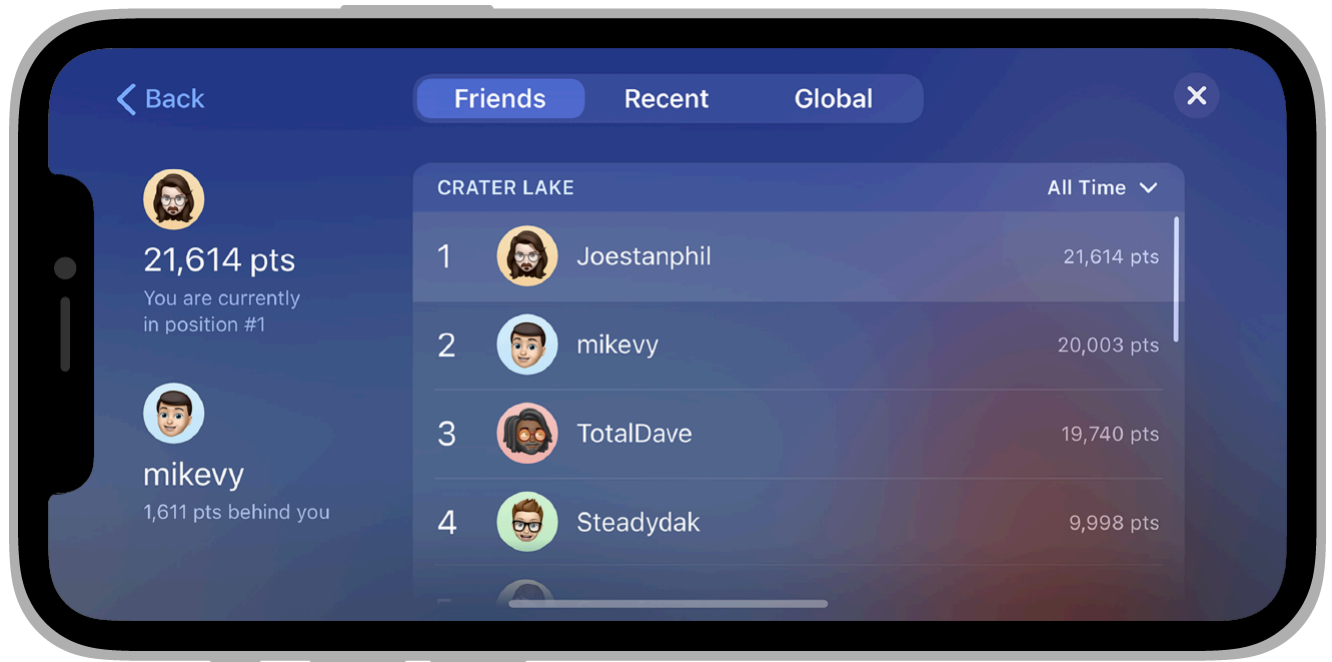 Back
Friends
Recent
Global
21,614 pts
You are currently
in position #1
mikevy
1,611 pts behind you
CRATER LAKE
All Time
1 Joestanphil 21,614 pts
2 mikevy 20,003 pts
3 TotalDave 19,740 pts
4 Steadydak 9,998 pts